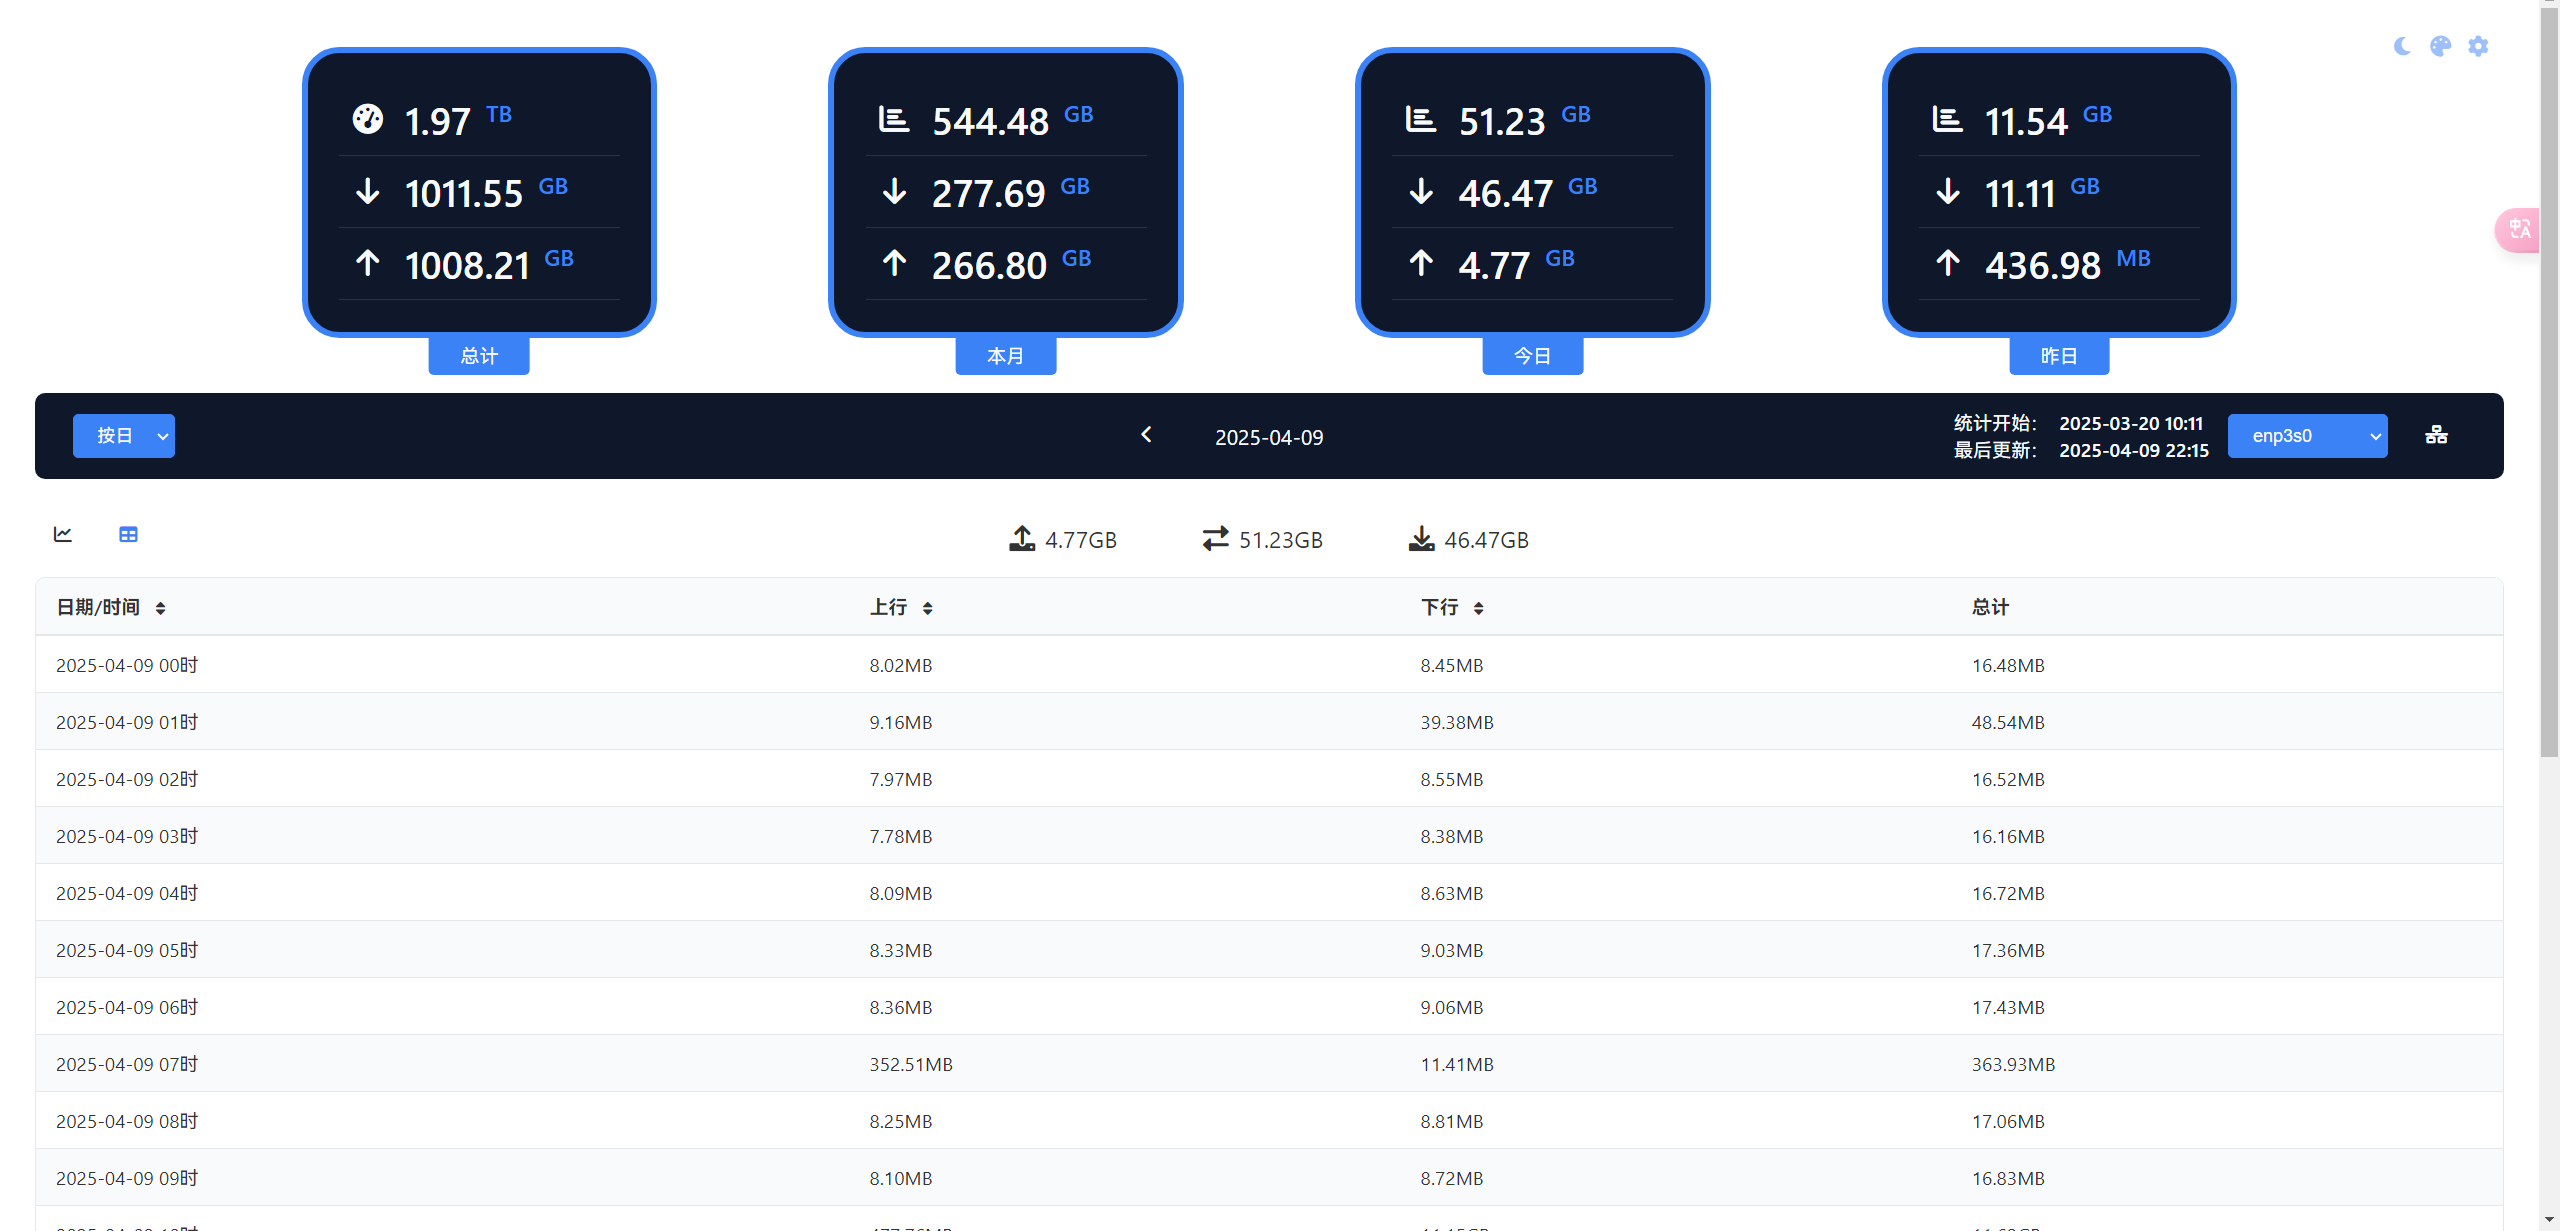 1.97 TB
1011.55 GB
1008.21 GB
总计
544.48 GB
277.69 GB
266.80 GB
本月
51.23 GB
46.47 GB
4.77 GB
今日
11.54 GB
11.11 GB
436.98 MB
昨日
按日
2025-04-09
统计开始： 2025-03-20 10:11
最后更新： 2025-04-09 22:15
enp3s0
4.77GB 51.23GB 46.47GB
日期/时间 上行 下行 总计
2025-04-09 00时 8.02MB 8.45MB 16.48MB
2025-04-09 01时 9.16MB 39.38MB 48.54MB
2025-04-09 02时 7.97MB 8.55MB 16.52MB
2025-04-09 03时 7.78MB 8.38MB 16.16MB
2025-04-09 04时 8.09MB 8.63MB 16.72MB
2025-04-09 05时 8.33MB 9.03MB 17.36MB
2025-04-09 06时 8.36MB 9.06MB 17.43MB
2025-04-09 07时 352.51MB 11.41MB 363.93MB
2025-04-09 08时 8.25MB 8.81MB 17.06MB
2025-04-09 09时 8.10MB 8.72MB 16.83MB